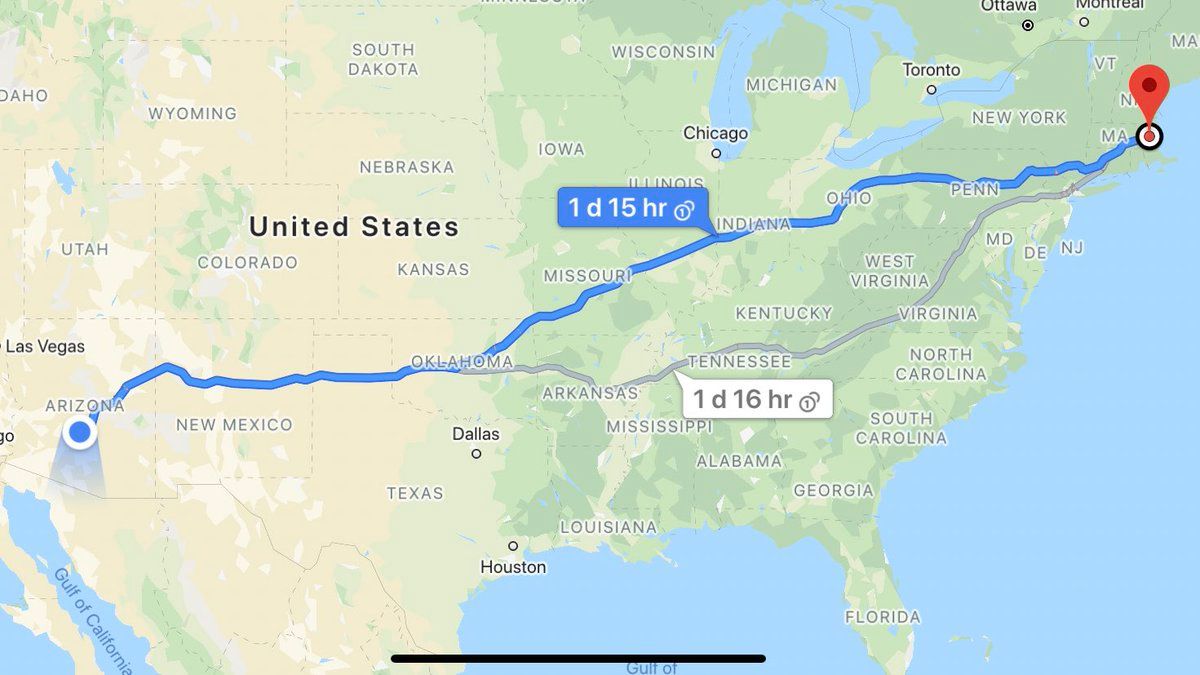 Ottawa
Montreal
WISCONSIN
SOUTH
DAKOTA
VT
Toronto
MICHIGAN
WYOMING
NEW YORK
Chicago
MA
IOWA
NEBRASKA
ILLINOIS
PENN
OHIO
1 d 15 hr
United States
INDIANA
MD
NJ
DE
UTAH
COLORADO
KANSAS
MISSOURI
WEST
VIRGINIA
KENTUCKY
VIRGINIA
Las Vegas
OKLAHOMA
TENNESSEE
NORTH
CAROLINA
ARIZONA
ARKANSAS
1 d 16 hr
NEW MEXICO
MISSISSIPPI
SOUTH
CAROLINA
Dallas
ALABAMA
TEXAS
GEORGIA
LOUISIANA
Houston
Gulf of California
FLORIDA
Gulf of